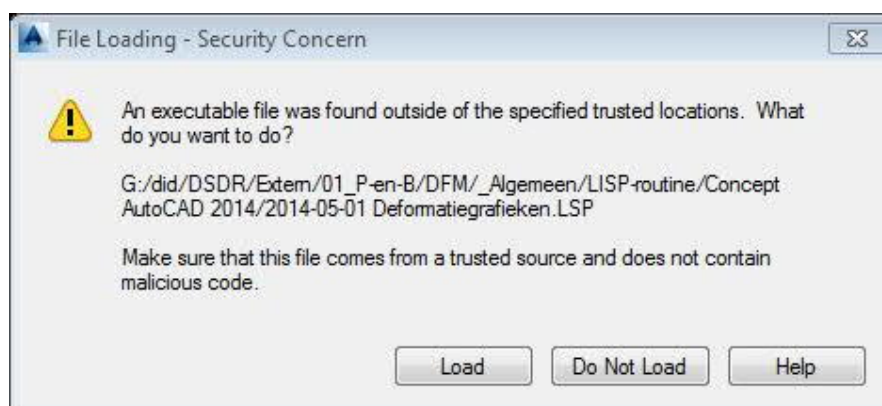 File Loading - Security Concern
An executable file was found outside of the specified trusted locations. What
do you want to do?
G:/did/DSDR/Extern/01_P-en-B/DFM/_Algemeen/LISP-routine/Concept
AutoCAD 2014/2014-05-01 Deformatiegrafieken.LSP
Make sure that this file comes from a trusted source and does not contain
malicious code.
Load
Do Not Load
Help